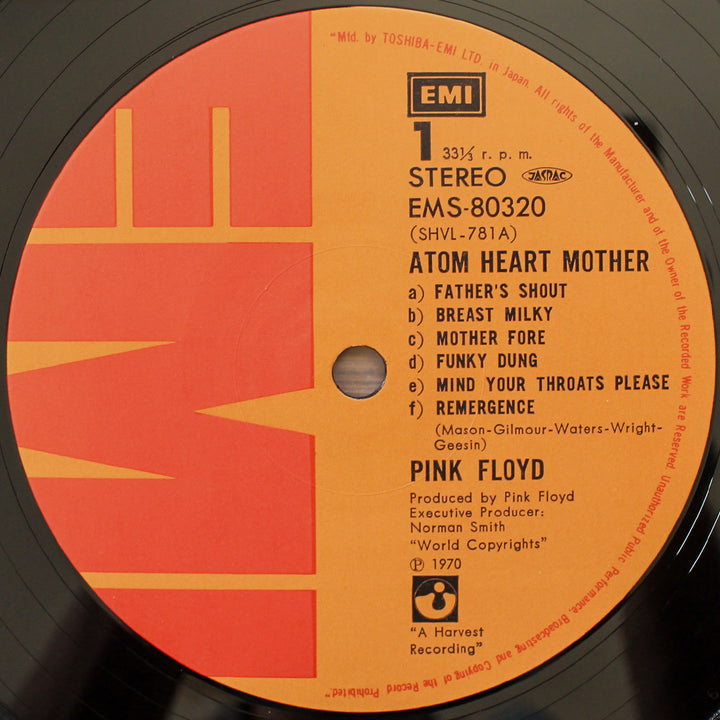 EMI
1 33⅓ r. p. m.
STEREO JASRAC
EMS-80320
(SHVL-781A)
ATOM HEART MOTHER
a) FATHER'S SHOUT
b) BREAST MILKY
c) MOTHER FORE
d) FUNKY DUNG
e) MIND YOUR THROATS PLEASE
f) REMERGENCE
(Mason-Gilmour-Waters-Wright-
Geesin)
PINK FLOYD
Produced by Pink Floyd
Executive Producer:
Norman Smith
"World Copyrights"
℗ 1970
"A Harvest
Recording"
"Mfd. by TOSHIBA-EMI LTD. in Japan. All rights of the Manufacturer and of the Owner of the Recorded Work are Reserved Unauthorized Public Performance. Broadcasting and Copying of the Record Prohibited."
EMI